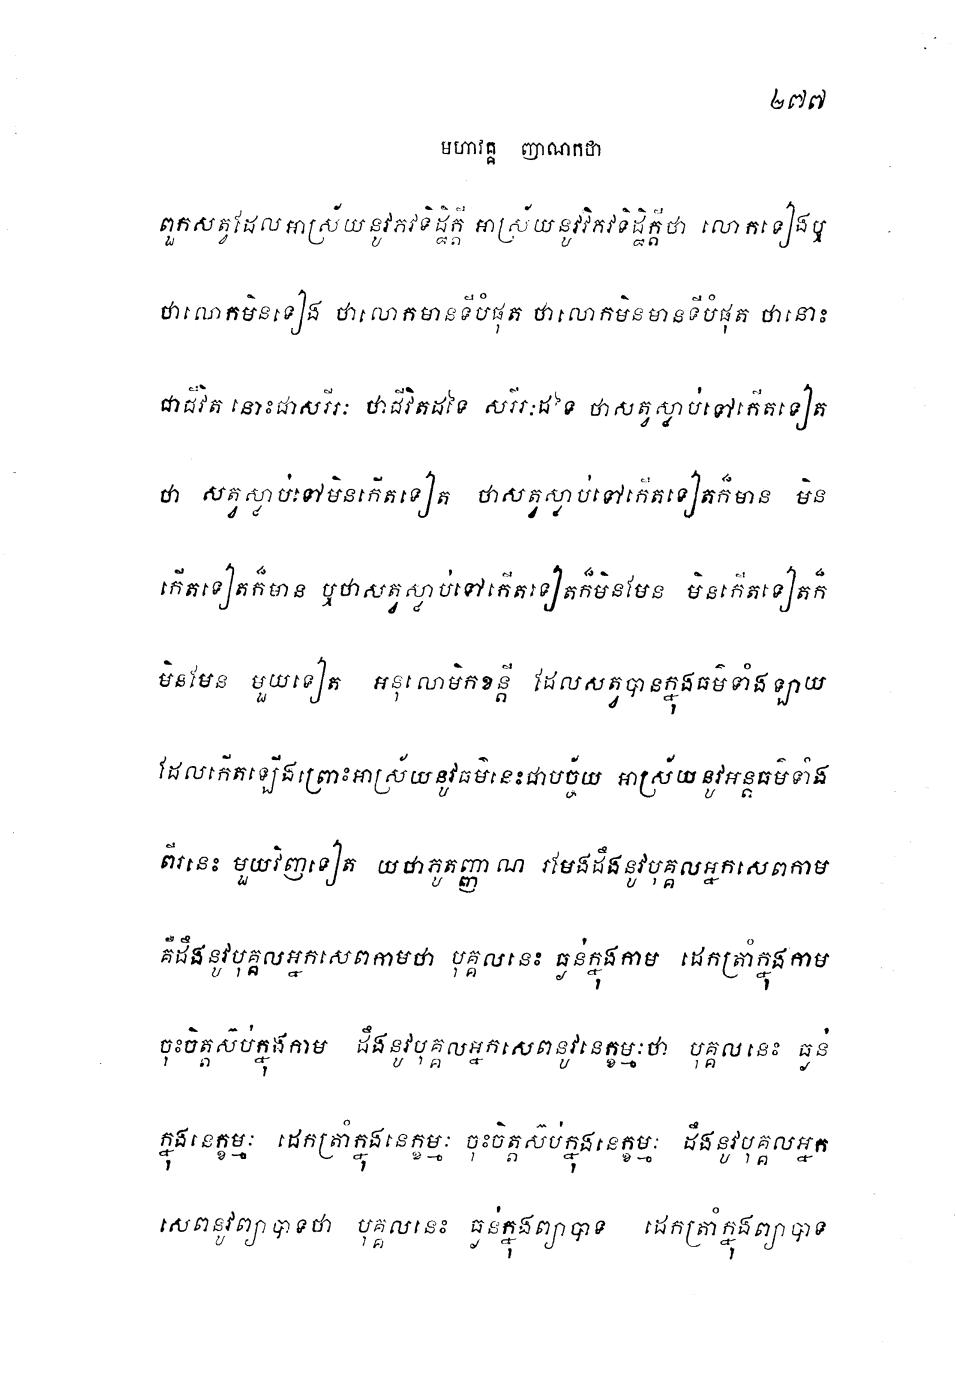 ២៧៧
មហាវគ្គ ញាណកថា
ពួកសត្វដែលអាស្រ័យនូវភវទិដ្ឋិក្តី អាស្រ័យនូវវិភវទិដ្ឋិក្តីថា លោកទៀងឬ
ថាលោកមិនទៀង ថាលោកមានទីបំផុត ថាលោកមិនមានទីបំផុត ថានោះ
ជាជីវិត នោះជាសរីរៈ ថាជីវិតដទៃ សរីរៈដទៃ ថាសត្វស្លាប់ទៅកើតទៀត
ថា សត្វស្លាប់ទៅមិនកើតទៀត ថាសត្វស្លាប់ទៅកើតទៀតក៏មាន មិន
កើតទៀតក៏មាន ឬថាសត្វស្លាប់ទៅកើតទៀតក៏មិនមែន មិនកើតទៀតក៏
មិនមែន មួយទៀត អនុលោមិកខន្តី ដែលសត្វបានក្នុងធម៌ទាំងឡាយ
ដែលកើតឡើងព្រោះអាស្រ័យនូវធម៌នេះជាបច្ច័យ អាស្រ័យនូវអន្តធម៌ទាំង
ពីរនេះ មួយវិញទៀត យថាភូតញ្ញាណ រមែងដឹងនូវបុគ្គលអ្នកសេពកាម
គឺដឹងនូវបុគ្គលអ្នកសេពកាមថា បុគ្គលនេះ ធ្ងន់ក្នុងកាម ដេកត្រាំក្នុងកាម
ចុះចិត្តស៊ប់ក្នុងកាម ដឹងនូវបុគ្គលអ្នកសេពនូវនេក្ខម្មៈថា បុគ្គលនេះ ធ្ងន់
ក្នុងនេក្ខម្មៈ ដេកត្រាំក្នុងនេក្ខម្មៈ ចុះចិត្តស៊ប់ក្នុងនេក្ខម្មៈ ដឹងនូវបុគ្គលអ្នក
សេពនូវព្យាបាទថា បុគ្គលនេះ ធ្ងន់ក្នុងព្យាបាទ ដេកត្រាំក្នុងព្យាបាទ